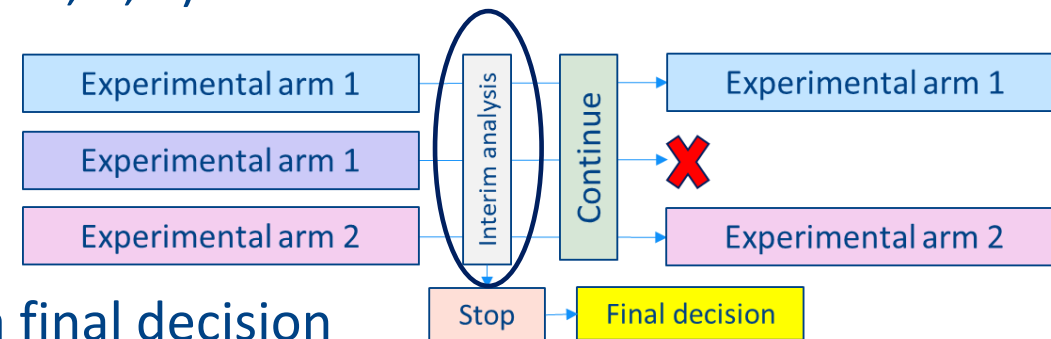 Experimental arm 1
Interim analysis
Continue
Experimental arm 1
Experimental arm 1
Experimental arm 2
Experimental arm 2
final decision
Stop
Final decision